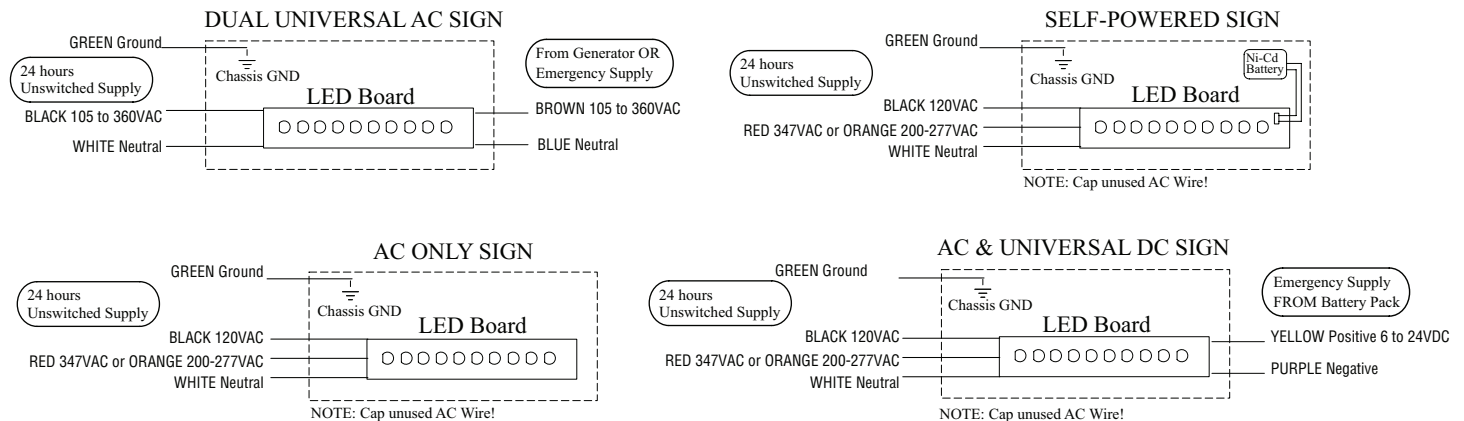 DUAL UNIVERSAL AC SIGN
GREEN Ground
Chassis GND
24 hours
Unswitched Supply
From Generator OR
Emergency Supply
LED Board
BLACK 105 to 360VAC
BROWN 105 to 360VAC
WHITE Neutral
BLUE Neutral
SELF-POWERED SIGN
GREEN Ground
Chassis GND
24 hours
Unswitched Supply
Ni-Cd
Battery
LED Board
BLACK 120VAC
RED 347VAC or ORANGE 200-277VAC
WHITE Neutral
NOTE: Cap unused AC Wire!
AC ONLY SIGN
GREEN Ground
Chassis GND
24 hours
Unswitched Supply
LED Board
BLACK 120VAC
RED 347VAC or ORANGE 200-277VAC
WHITE Neutral
NOTE: Cap unused AC Wire!
AC & UNIVERSAL DC SIGN
GREEN Ground
Chassis GND
24 hours
Unswitched Supply
Emergency Supply
FROM Battery Pack
LED Board
BLACK 120VAC
YELLOW Positive 6 to 24VDC
RED 347VAC or ORANGE 200-277VAC
PURPLE Negative
WHITE Neutral
NOTE: Cap unused AC Wire!